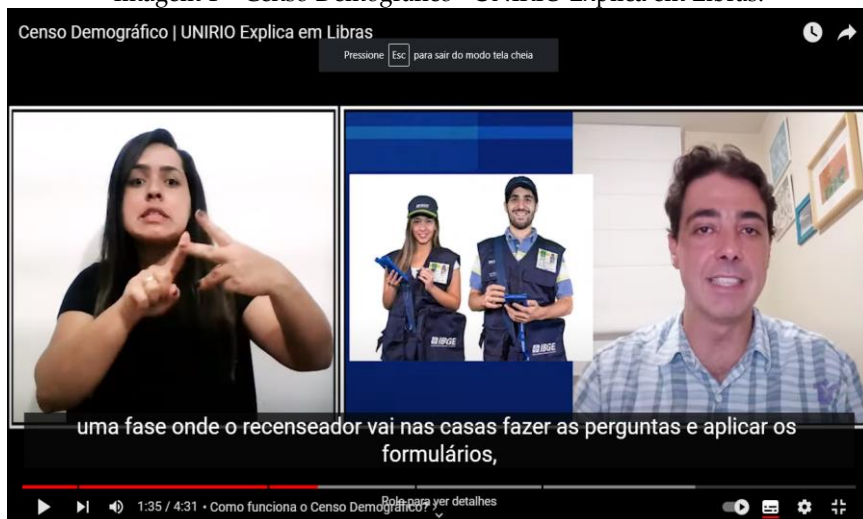 Imagem 1 – Censo Demográfico - UNIRIO Explica em Libras.
Censo Demográfico | UNIRIO Explica em Libras
Pressione Esc para sair do modo tela cheia
IBGE
IBGE
IBGE
uma fase onde o recenseador vai nas casas fazer as perguntas e aplicar os
formulários,
1:35 / 4:31 • Como funciona o Censo Demográfico?
Role para ver detalhes